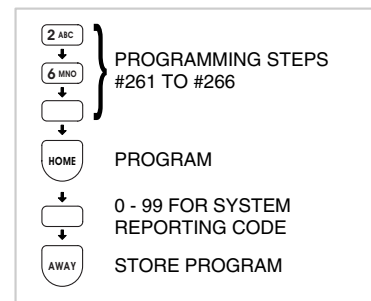 2 ABC
6 MNO
PROGRAMMING STEPS
#261 TO #266
HOME PROGRAM
0 - 99 FOR SYSTEM
REPORTING CODE
AWAY STORE PROGRAM